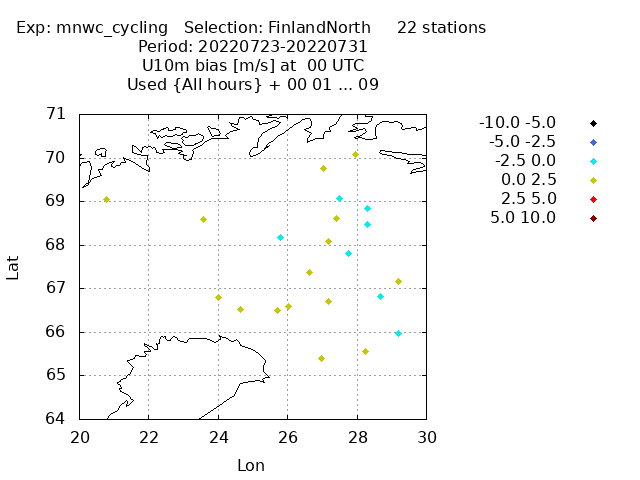 Exp: mnwc_cycling   Selection: FinlandNorth     22 stations
Period: 20220723-20220731
U10m bias [m/s] at  00 UTC
Used {All hours} + 00 01 ... 09
71
70
69
68
67
66
65
64
20 22 24 26 28 30
Lat
Lon
-10.0 -5.0
-5.0 -2.5
-2.5 0.0
0.0 2.5
2.5 5.0
5.0 10.0